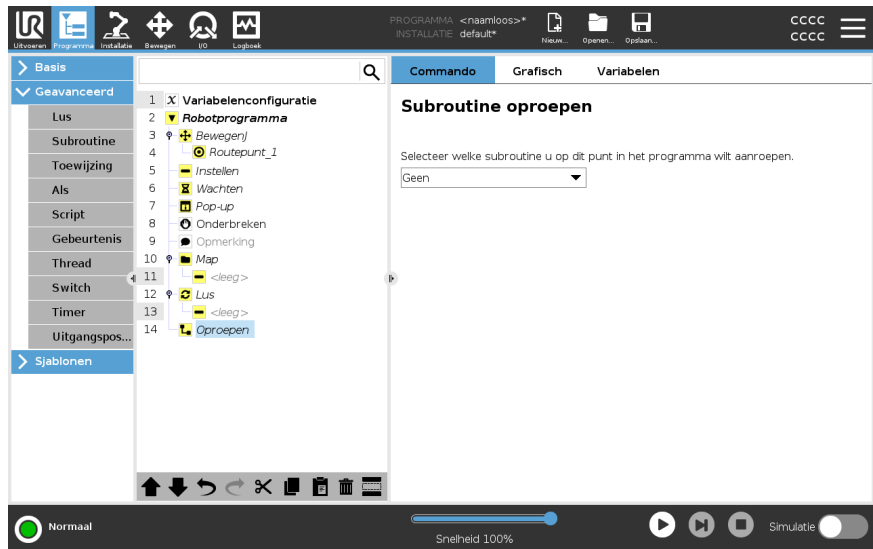 PROGRAMMA <naamloos>*
INSTALLATIE default*
CCCC
CCCC
Uitvoeren Programma Installatie Bewegen I/O Logboek Nieuw... Openen... Opslaan...
Basis
Geavanceerd
Lus
Subroutine
Toewijzing
Als
Script
Gebeurtenis
Thread
Switch
Timer
Uitgangspos...
Sjablonen
1 X Variabelenconfiguratie
2 Robotprogramma
3 BewegenJ
4 Routepunt_1
5 Instellen
6 Wachten
7 Pop-up
8 Onderbreken
9 Opmerking
10 Map
11 <leeg>
12 Lus
13 <leeg>
14 Oproepen
Commando Grafisch Variabelen
Subroutine oproepen
Selecteer welke subroutine u op dit punt in het programma wilt aanroepen.
Geen
Normaal
Snelheid 100%
Simulatie